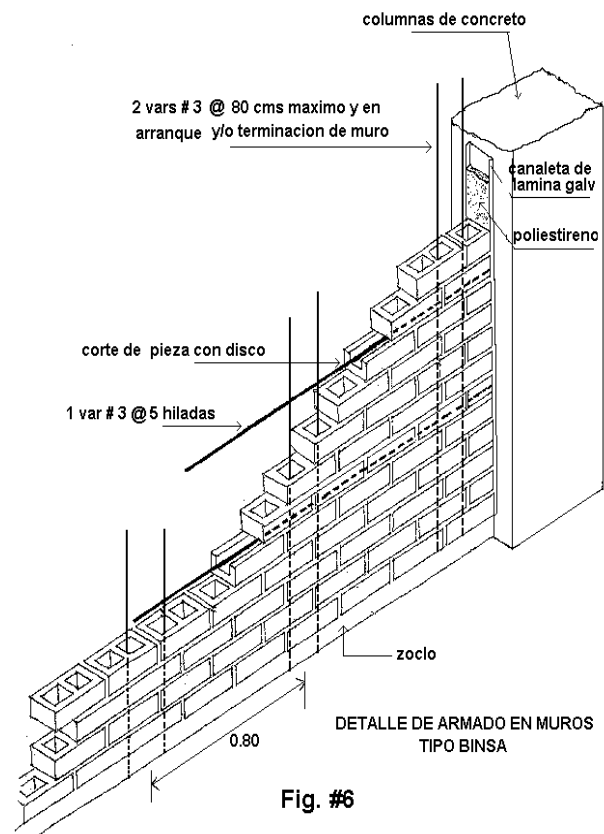 columnas de concreto
2 vars # 3 @ 80 cms maximo y en
arranque y/o terminacion de muro
canaleta de
lamina galv
poliestireno
corte de pieza con disco
1 var # 3 @ 5 hiladas
zoclo
0.80
DETALLE DE ARMADO EN MUROS
TIPO BINSA
Fig. #6